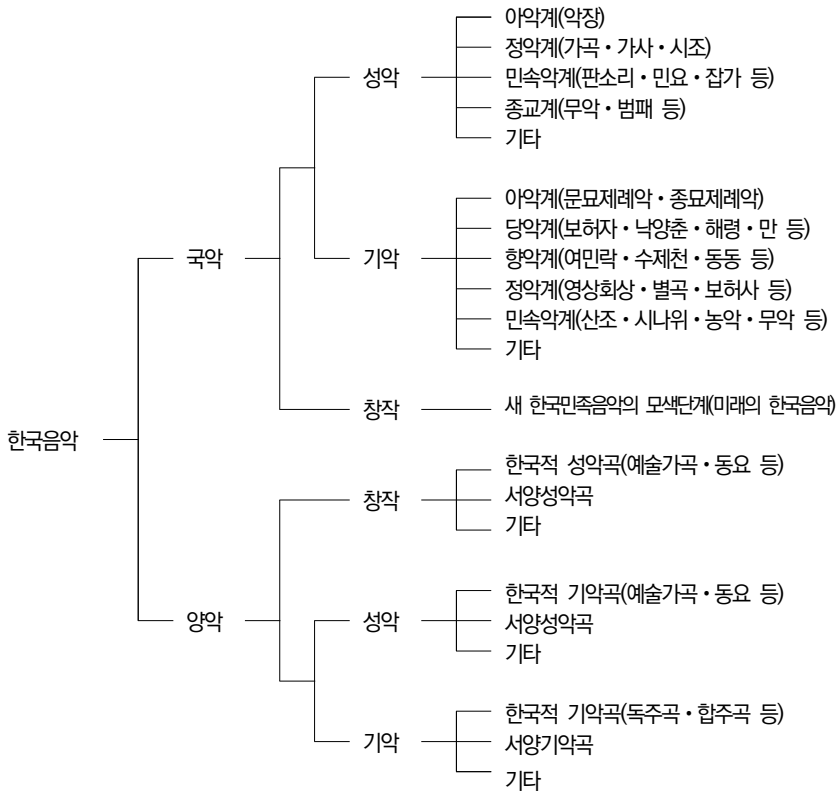 아악계(악장)
정악계(가곡・가사・시조)
성악
민속악계(판소리・민요・잡가 등)
종교계(무악・범패 등)
기타
아악계(문묘제례악・종묘제례악)
당악계(보허자・낙양춘・해령・만 등)
국악
기악
향악계(여민락・수제천・동동 등)
정악계(영상회상・별곡・보허사 등)
민속악계(산조・시나위・농악・무악 등)
기타
창작
새 한국민족음악의 모색단계(미래의 한국음악)
한국음악
한국적 성악곡(예술가곡・동요 등)
창작
서양성악곡
기타
한국적 기악곡(예술가곡・동요 등)
양악
성악
서양성악곡
기타
한국적 기악곡(독주곡・합주곡 등)
기악
서양기악곡
기타